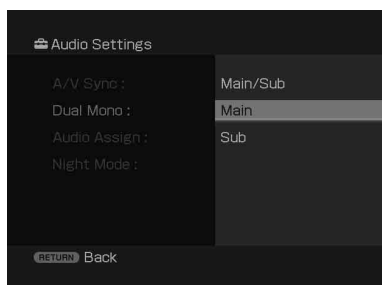 Audio Settings
A/V Sync : Main/Sub
Dual Mono : Main
Audio Assign : Sub
Night Mode :
RETURN Back